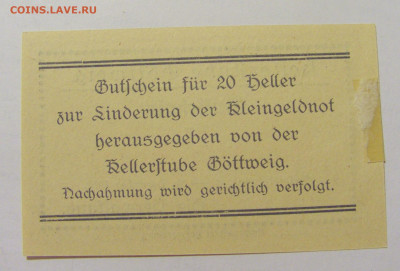 COINS.LAVE.RU
Gutschein für 20 Heller
zur Linderung der Kleingeldnot
herausgegeben von der
Kellerstube Göttweig.
Nachahmung wird gerichtlich verfolgt.